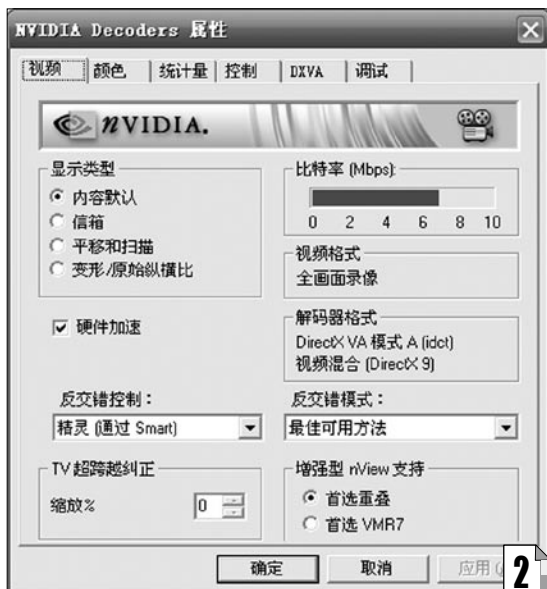 NVIDIA Decoders 属性
视频 颜色 统计量 控制 DXVA 调试
nVIDIA.
显示类型
内容默认
信箱
平移和扫描
变形/原始纵横比
比特率 (Mbps):
0 2 4 6 8 10
视频格式
全画面录像
硬件加速
解码器格式
DirectX VA 模式 A (idct)
视频混合 (DirectX 9)
反交错控制：
精灵 (通过 Smart)
反交错模式：
最佳可用方法
TV 超跨越纠正
缩放% 0
增强型 nView 支持
首选重叠
首选 VMR7
确定 取消 应用
2